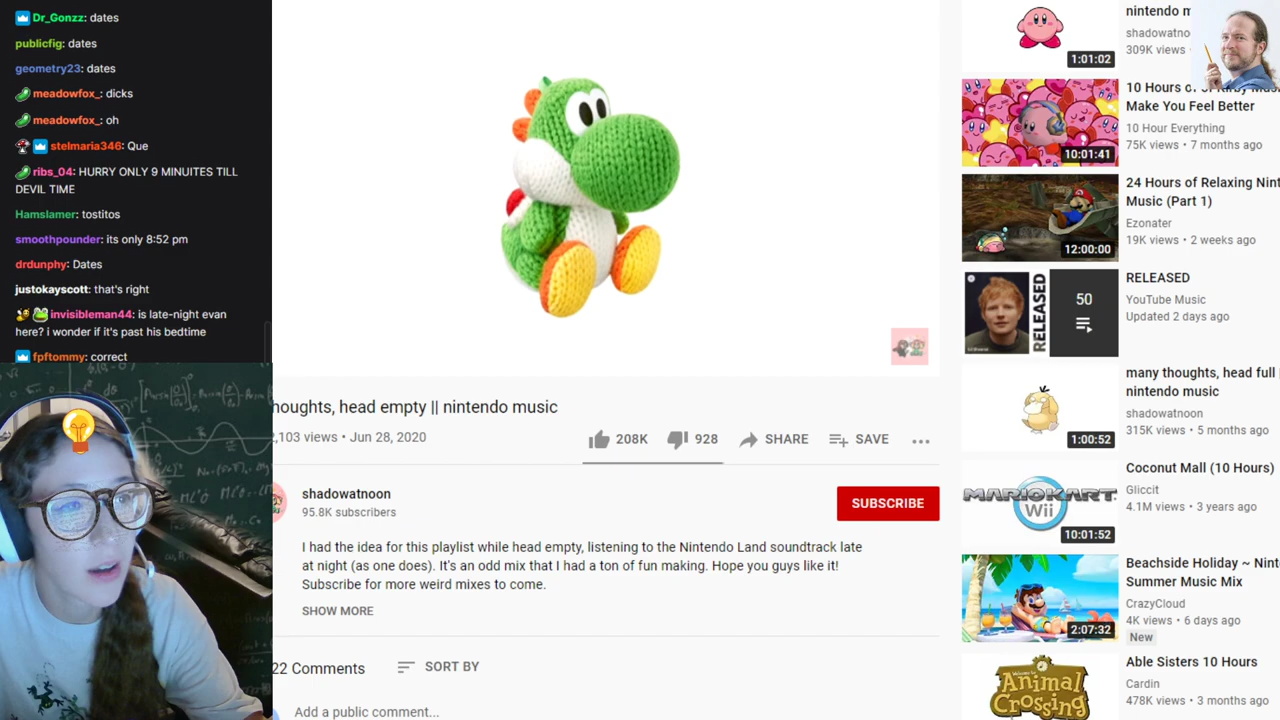 Dr_Gonzz: dates
publicfig: dates
geometry23: dates
meadowfox_: dicks
meadowfox_: oh
stelmaria346: Que
ribs_04: HURRY ONLY 9 MINUITES TILL
DEVIL TIME
Hamslamer: tostitos
smoothpounder: its only 8:52 pm
drdunphy: Dates
justokayscott: that's right
invisibleman44: is late-night evan
here? i wonder if it's past his bedtime
fpftommy: correct
houghts, head empty || nintendo music
,103 views • Jun 28, 2020
208K
928
SHARE
SAVE
shadowatnoon
95.8K subscribers
SUBSCRIBE
I had the idea for this playlist while head empty, listening to the Nintendo Land soundtrack late
at night (as one does). It's an odd mix that I had a ton of fun making. Hope you guys like it!
Subscribe for more weird mixes to come.
SHOW MORE
22 Comments
SORT BY
Add a public comment...
nintendo m
shadowatnoo
309K views
1:01:02
10 Hours
Make You Feel Better
10 Hour Everything
75K views • 7 months ago
10:01:41
24 Hours of Relaxing Nint
Music (Part 1)
Ezonater
19K views • 2 weeks ago
12:00:00
RELEASED
50
RELEASED
YouTube Music
Updated 2 days ago
many thoughts, head full |
nintendo music
shadowatnoon
315K views • 5 months ago
1:00:52
MARIOKART
Wii
10:01:52
Coconut Mall (10 Hours)
Gliccit
4.1M views • 3 years ago
Beachside Holiday ~ Ninte
Summer Music Mix
CrazyCloud
4K views • 6 days ago
New
2:07:32
ANIMAL
CROSSING
Able Sisters 10 Hours
Cardin
478K views • 3 months ago